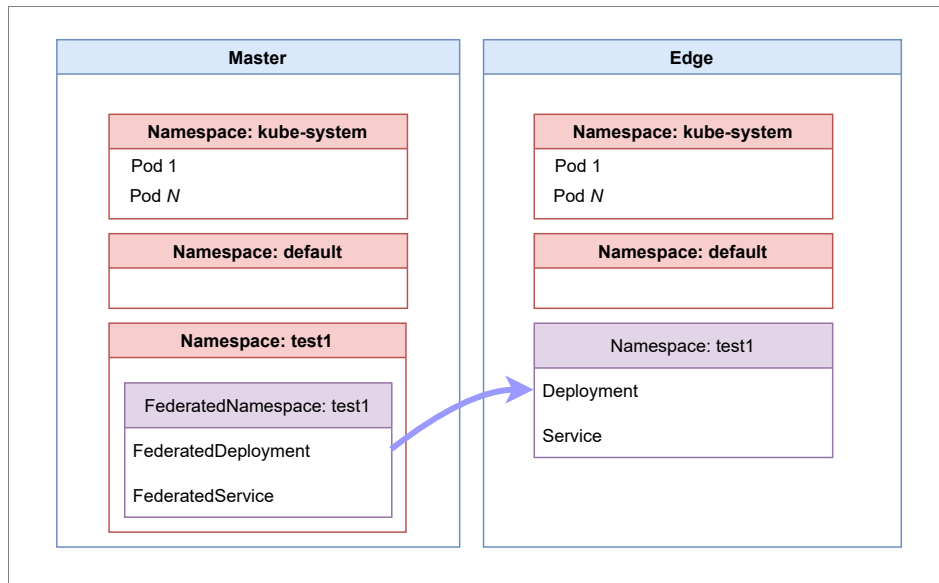 Master
Namespace: kube-system
Pod 1
Pod N
Namespace: default
Namespace: test1
FederatedNamespace: test1
FederatedDeployment
FederatedService
Edge
Namespace: kube-system
Pod 1
Pod N
Namespace: default
Namespace: test1
Deployment
Service